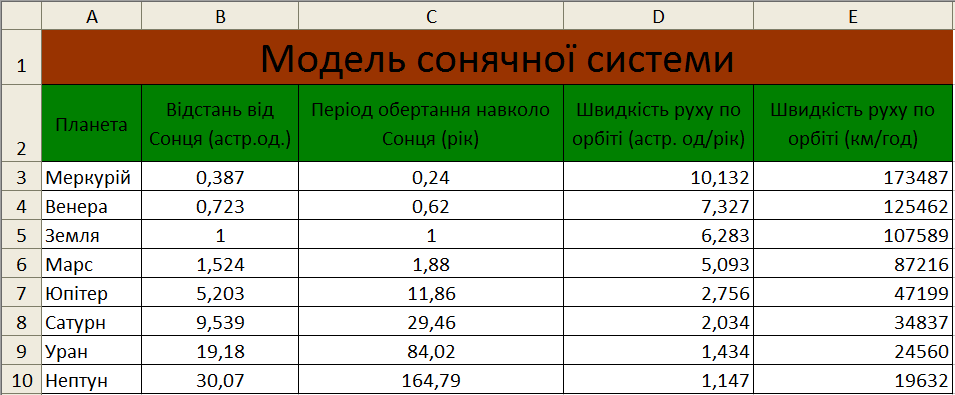 A B C D E
1 Модель сонячної системи
Планета Відстань від Сонця (астр.од.) Період обертання навколо Сонця (рік) Швидкість руху по орбіті (астр. од/рік) Швидкість руху по орбіті (км/год)
2
3 Меркурій 0,387 0,24 10,132 173487
4 Венера 0,723 0,62 7,327 125462
5 Земля 1 1 6,283 107589
6 Марс 1,524 1,88 5,093 87216
7 Юпітер 5,203 11,86 2,756 47199
8 Сатурн 9,539 29,46 2,034 34837
9 Уран 19,18 84,02 1,434 24560
10 Нептун 30,07 164,79 1,147 19632